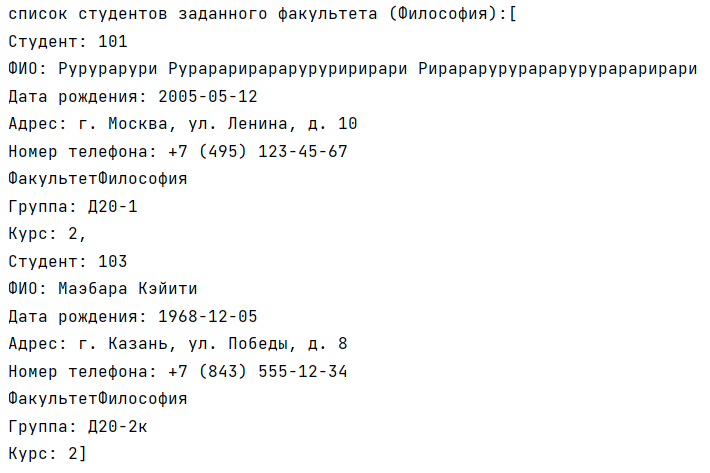 список студентов заданного факультета (Философия):[
Студент: 101
ФИО: Рурурарури Рурарарирараруруририрари Рирараруруrараруrурарарирари
Дата рождения: 2005-05-12
Адрес: г. Москва, ул. Ленина, д. 10
Номер телефона: +7 (495) 123-45-67
ФакультетФилософия
Группа: Д20-1
Курс: 2,
Студент: 103
ФИО: Маэбара Кэйити
Дата рождения: 1968-12-05
Адрес: г. Казань, ул. Победы, д. 8
Номер телефона: +7 (843) 555-12-34
ФакультетФилософия
Группа: Д20-2к
Курс: 2]